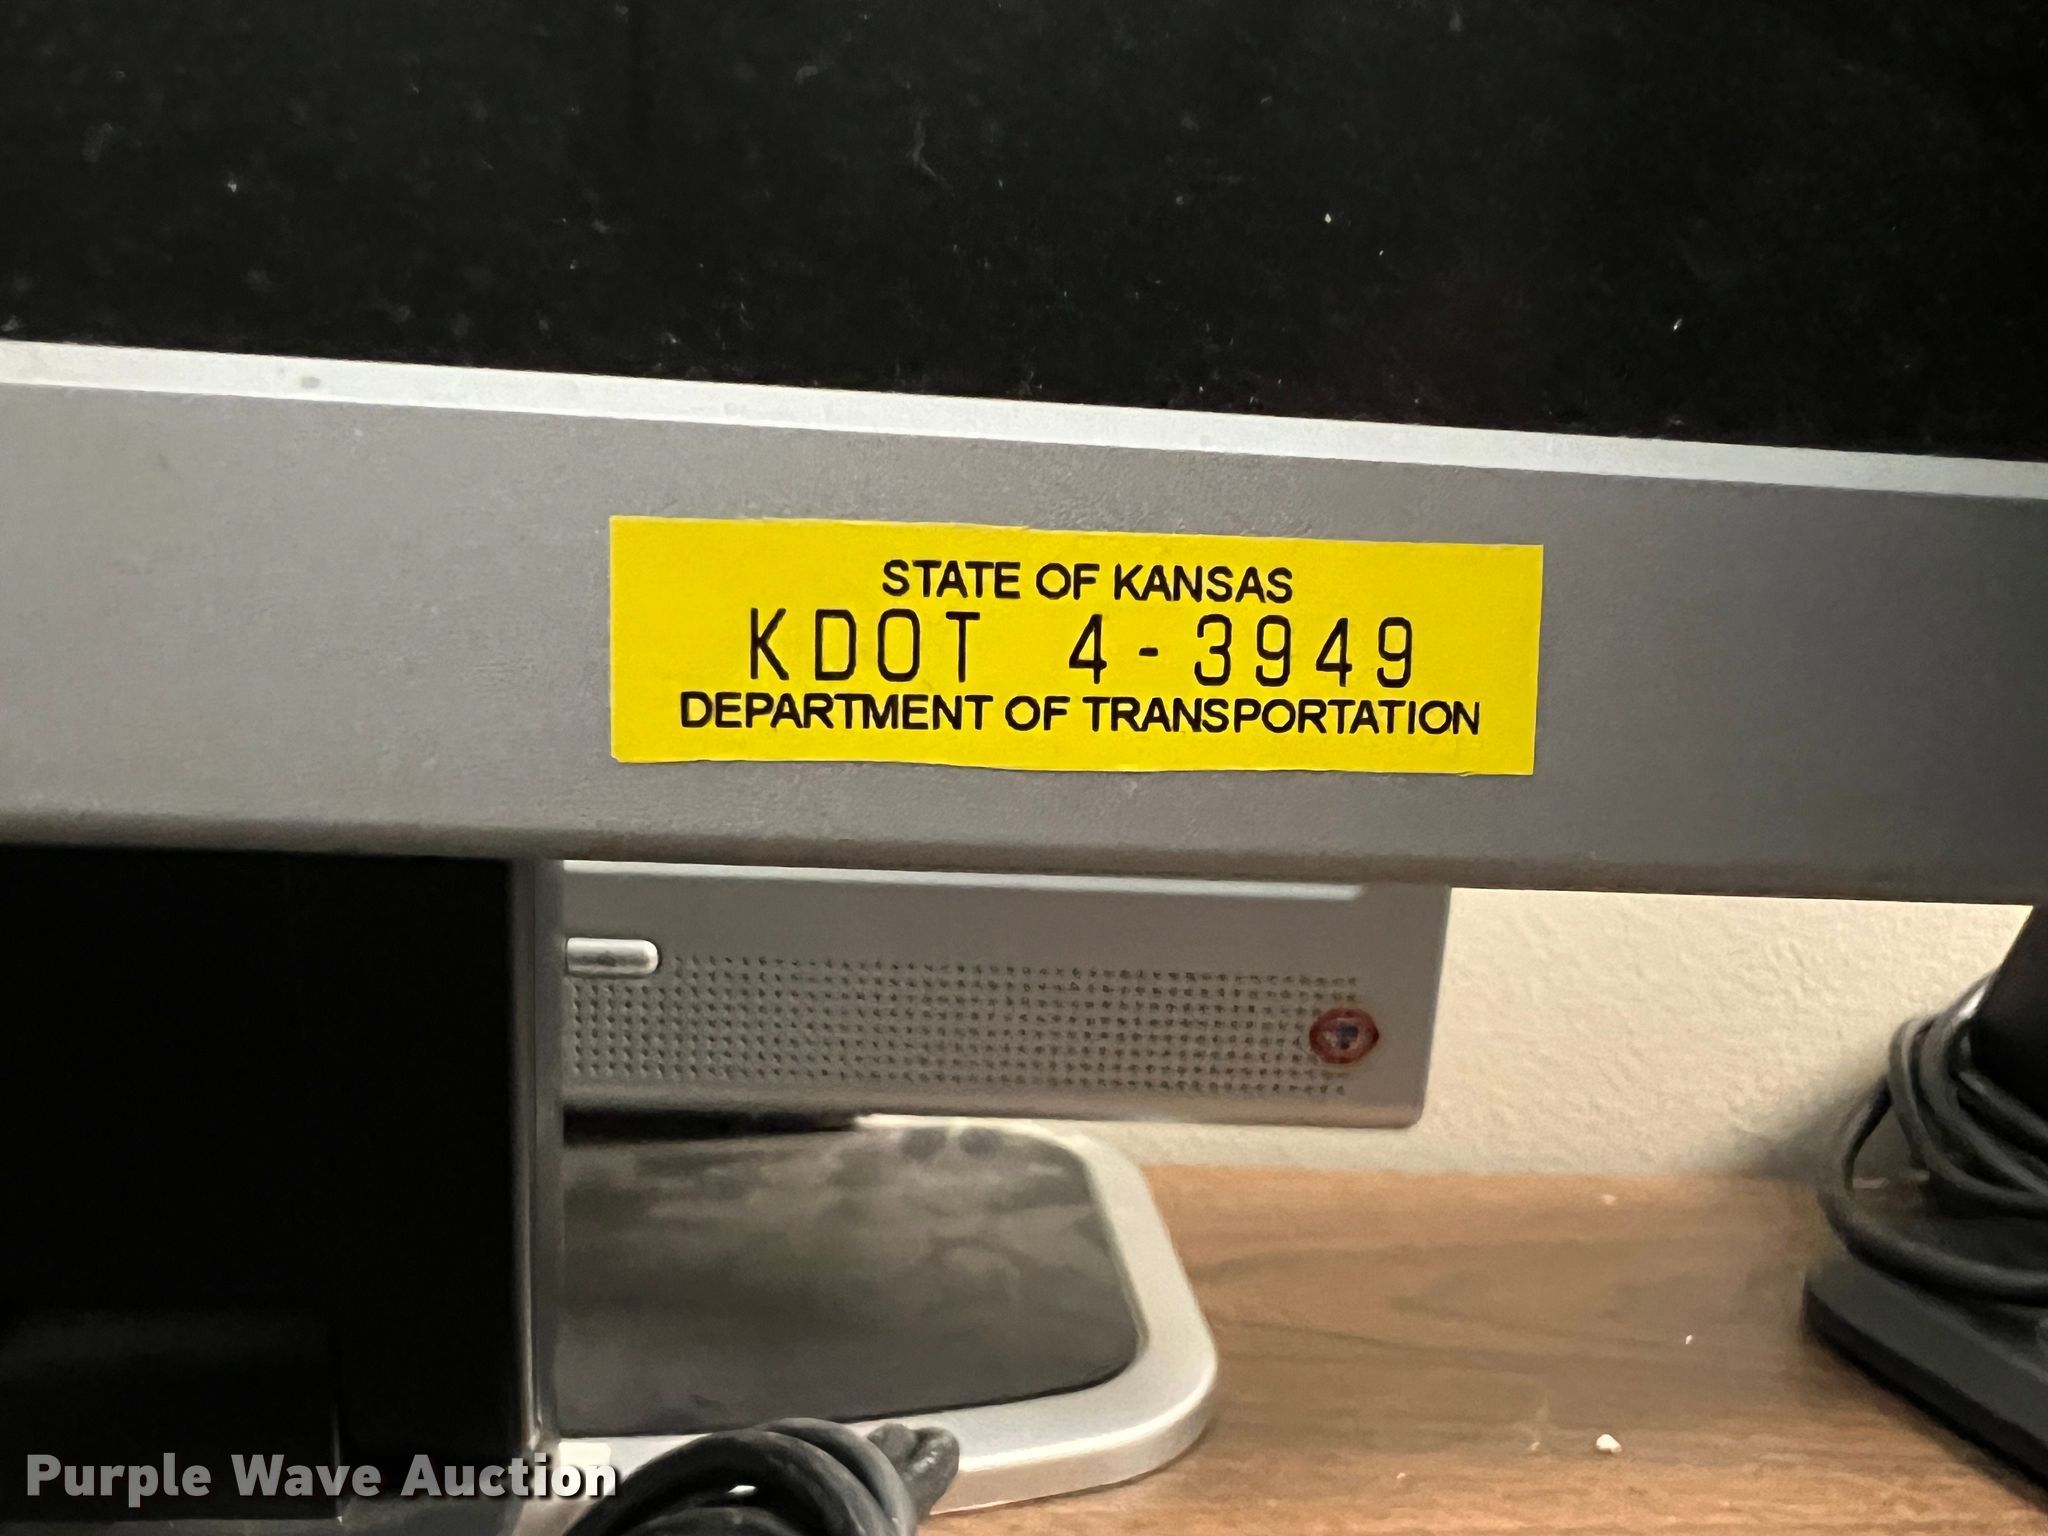 STATE OF KANSAS
KDOT 4-3949
DEPARTMENT OF TRANSPORTATION
Purple Wave Auction